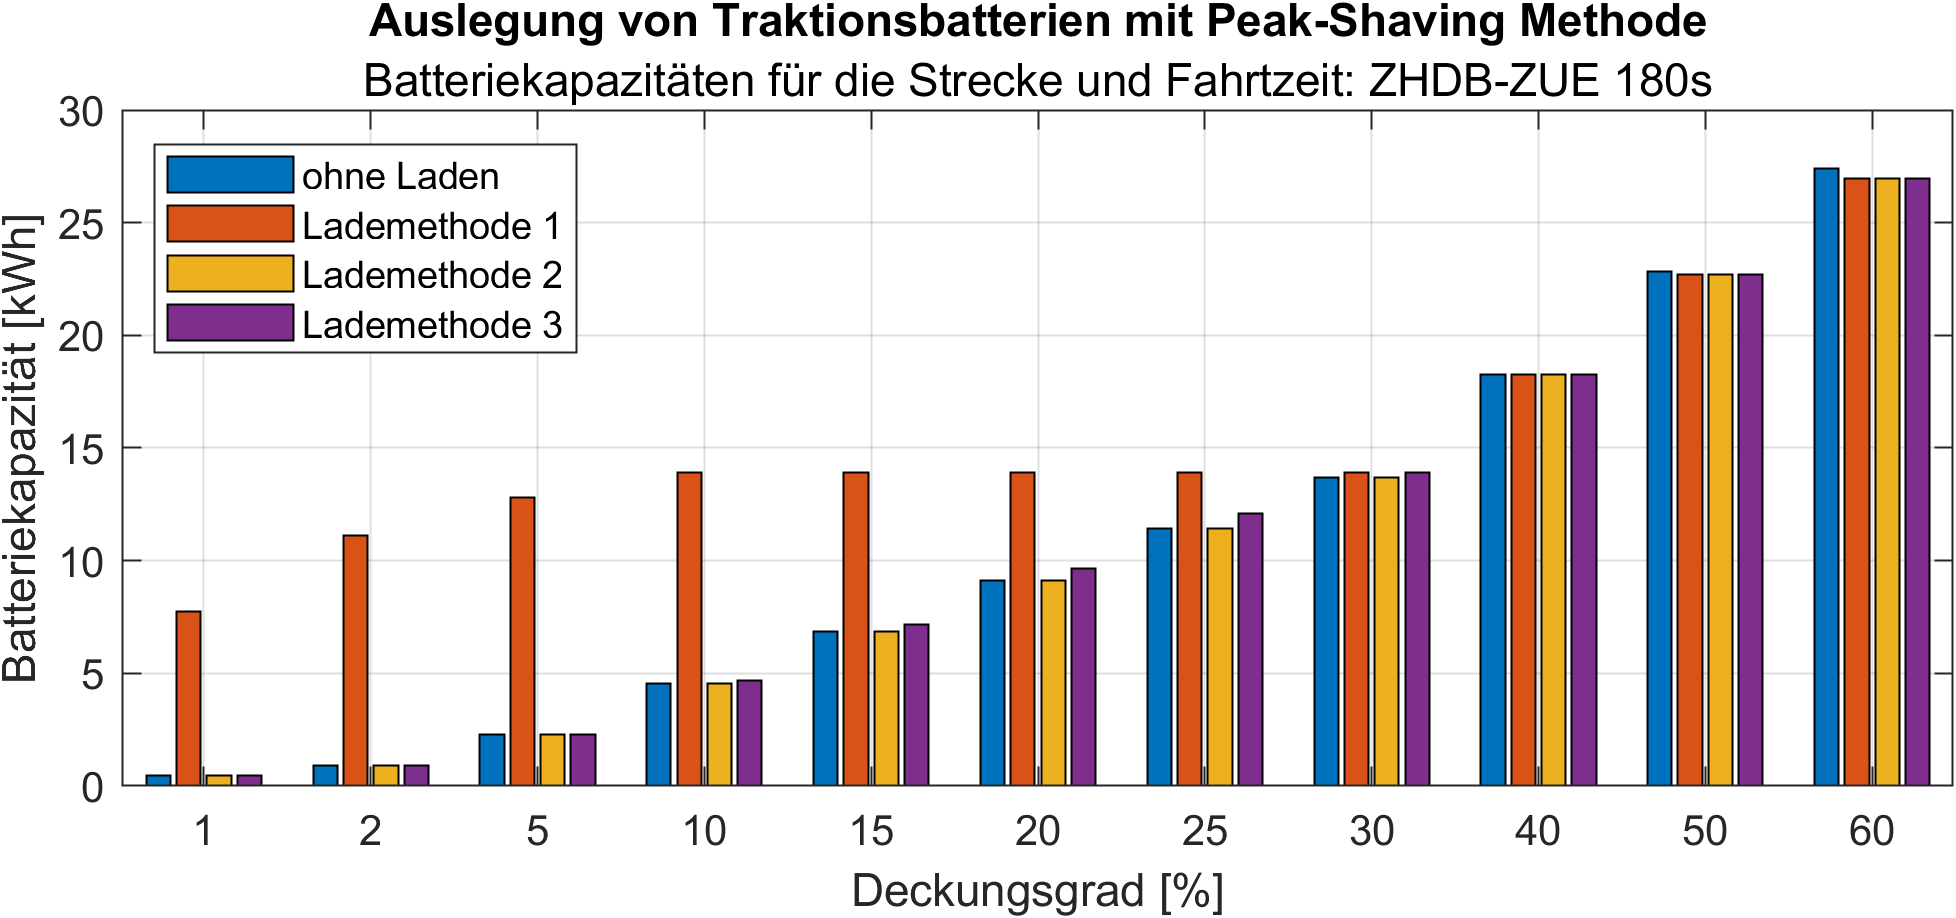 Auslegung von Traktionsbatterien mit Peak-Shaving Methode
Batteriekapazitäten für die Strecke und Fahrtzeit: ZHDB-ZUE 180s
Batteriekapazität [kWh]
30
25
20
15
10
5
0
ohne Laden
Lademethode 1
Lademethode 2
Lademethode 3
1 2 5 10 15 20 25 30 40 50 60
Deckungsgrad [%]